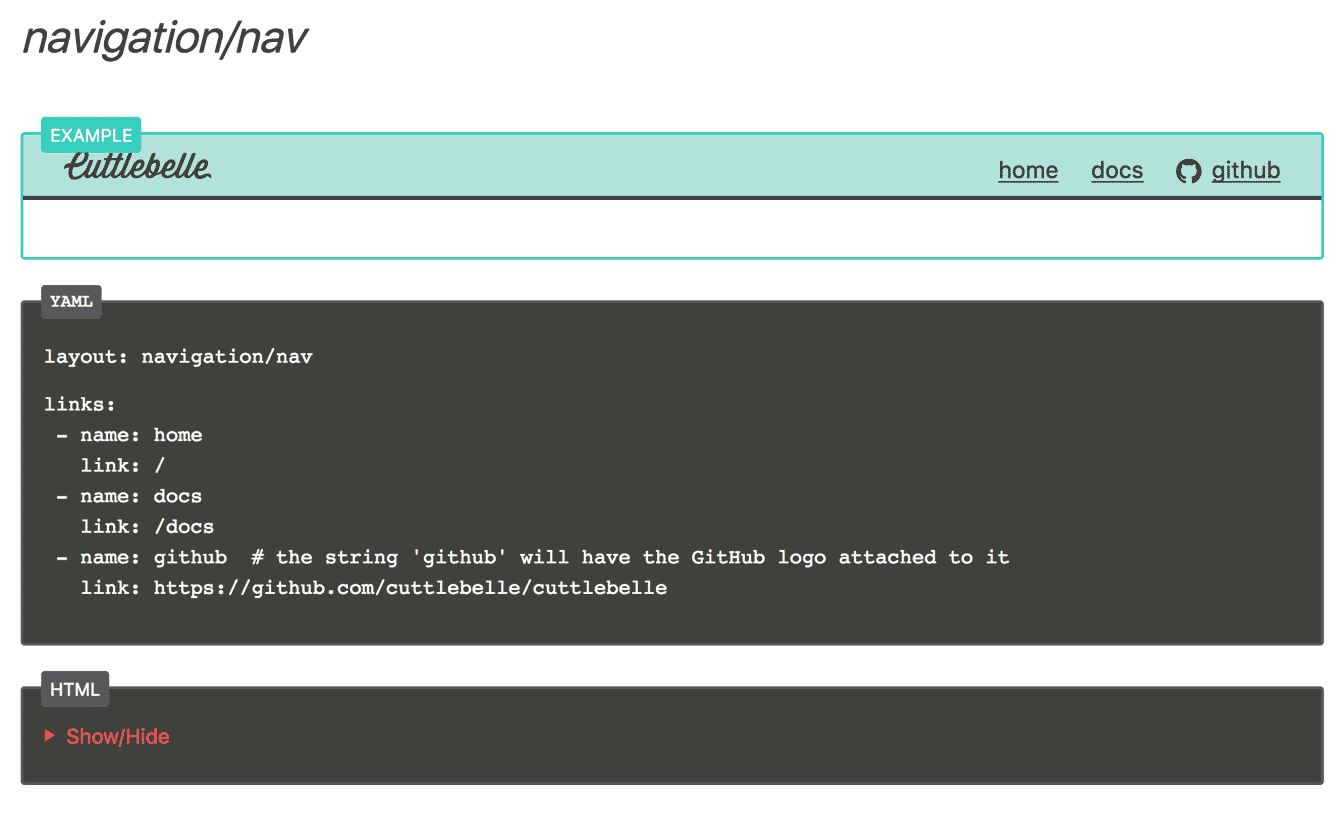 navigation/nav
EXAMPLE
Cuttlebelle
home docs github
YAML
layout: navigation/nav
links:
- name: home
link: /
- name: docs
link: /docs
- name: github # the string 'github' will have the GitHub logo attached to it
link: https://github.com/cuttlebelle/cuttlebelle
HTML
Show/Hide